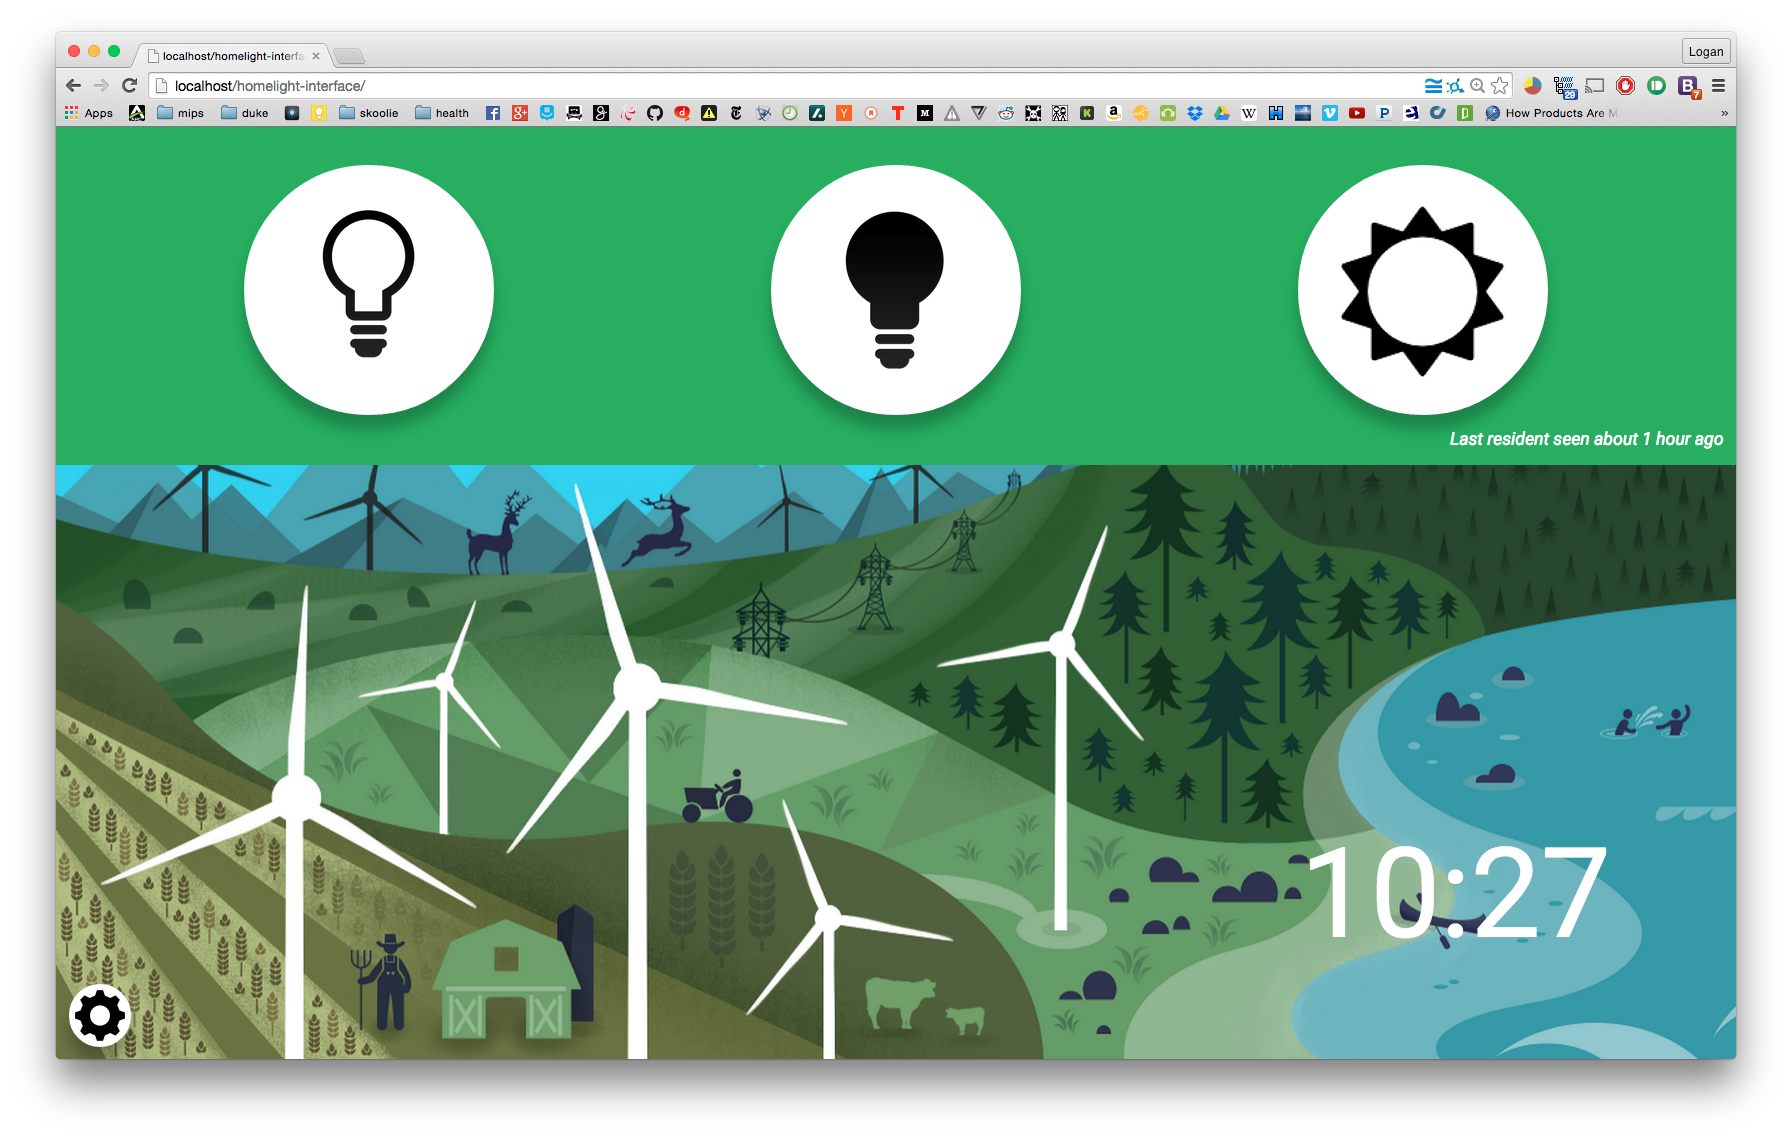 localhost/homelight-interfa
Logan
localhost/homelight-interface/
Apps
mips
duke
skoolie
health
How Products Are M
»
Last resident seen about 1 hour ago
10:27